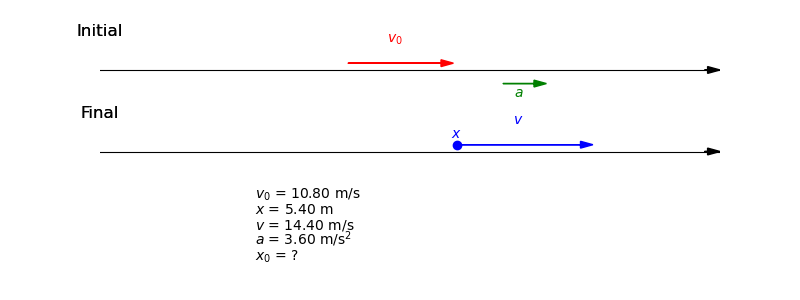 Initial
v₀
a
Final
v
x
v₀ = 10.80 m/s
x = 5.40 m
v = 14.40 m/s
a = 3.60 m/s²
x₀ = ?